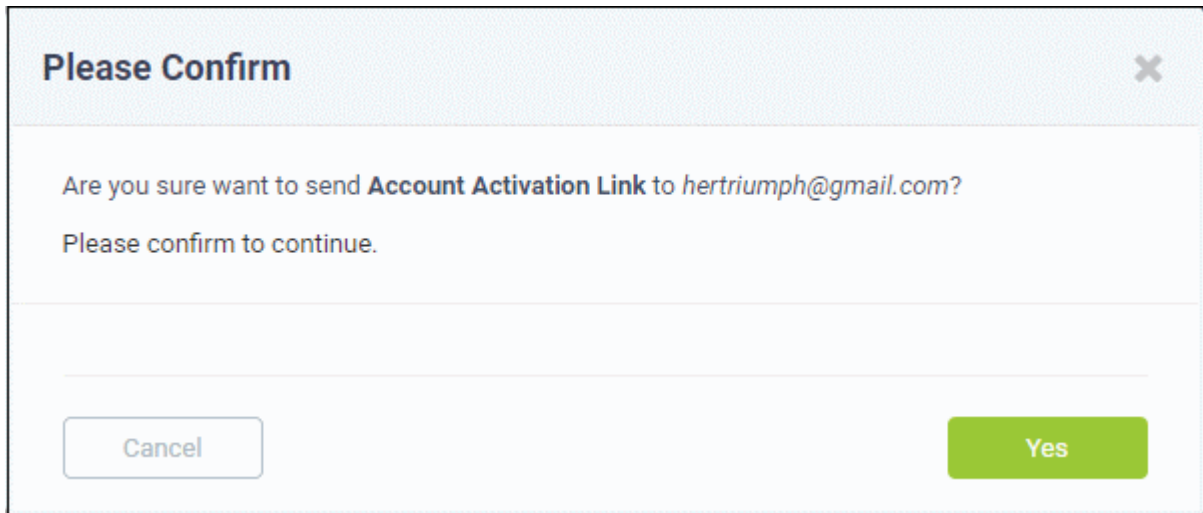 Please Confirm
Are you sure want to send Account Activation Link to hertriumph@gmail.com?
Please confirm to continue.
Cancel
Yes